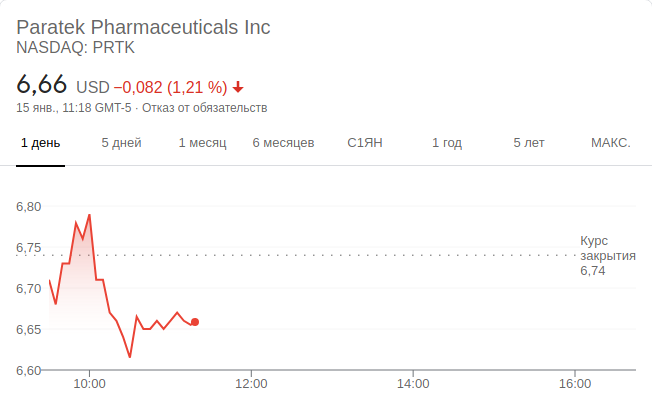 Paratek Pharmaceuticals Inc
NASDAQ: PRTK
6,66 USD −0,082 (1,21 %)
15 янв., 11:18 GMT-5 · Отказ от обязательств
1 день 5 дней 1 месяц 6 месяцев С1ЯН 1 год 5 лет МАКС.
6,80
6,75
6,70
6,65
6,60
Курс
закрытия
6,74
10:00 12:00 14:00 16:00